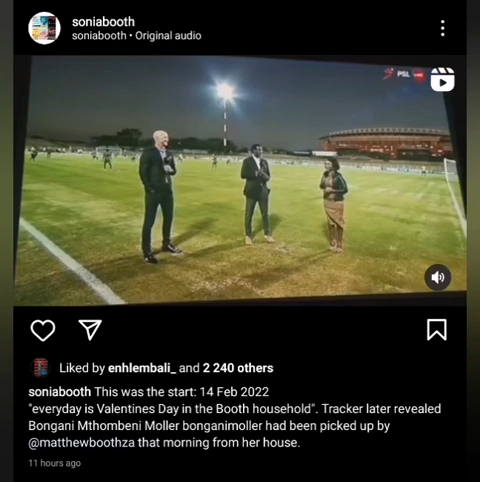 soniabooth
soniabooth • Original audio
PSL
Liked by enhlembali_ and 2 240 others
soniabooth This was the start: 14 Feb 2022
"everyday is Valentines Day in the Booth household". Tracker later revealed
Bongani Mthombeni Moller bonganimoller had been picked up by
@matthewboothza that morning from her house.
11 hours ago